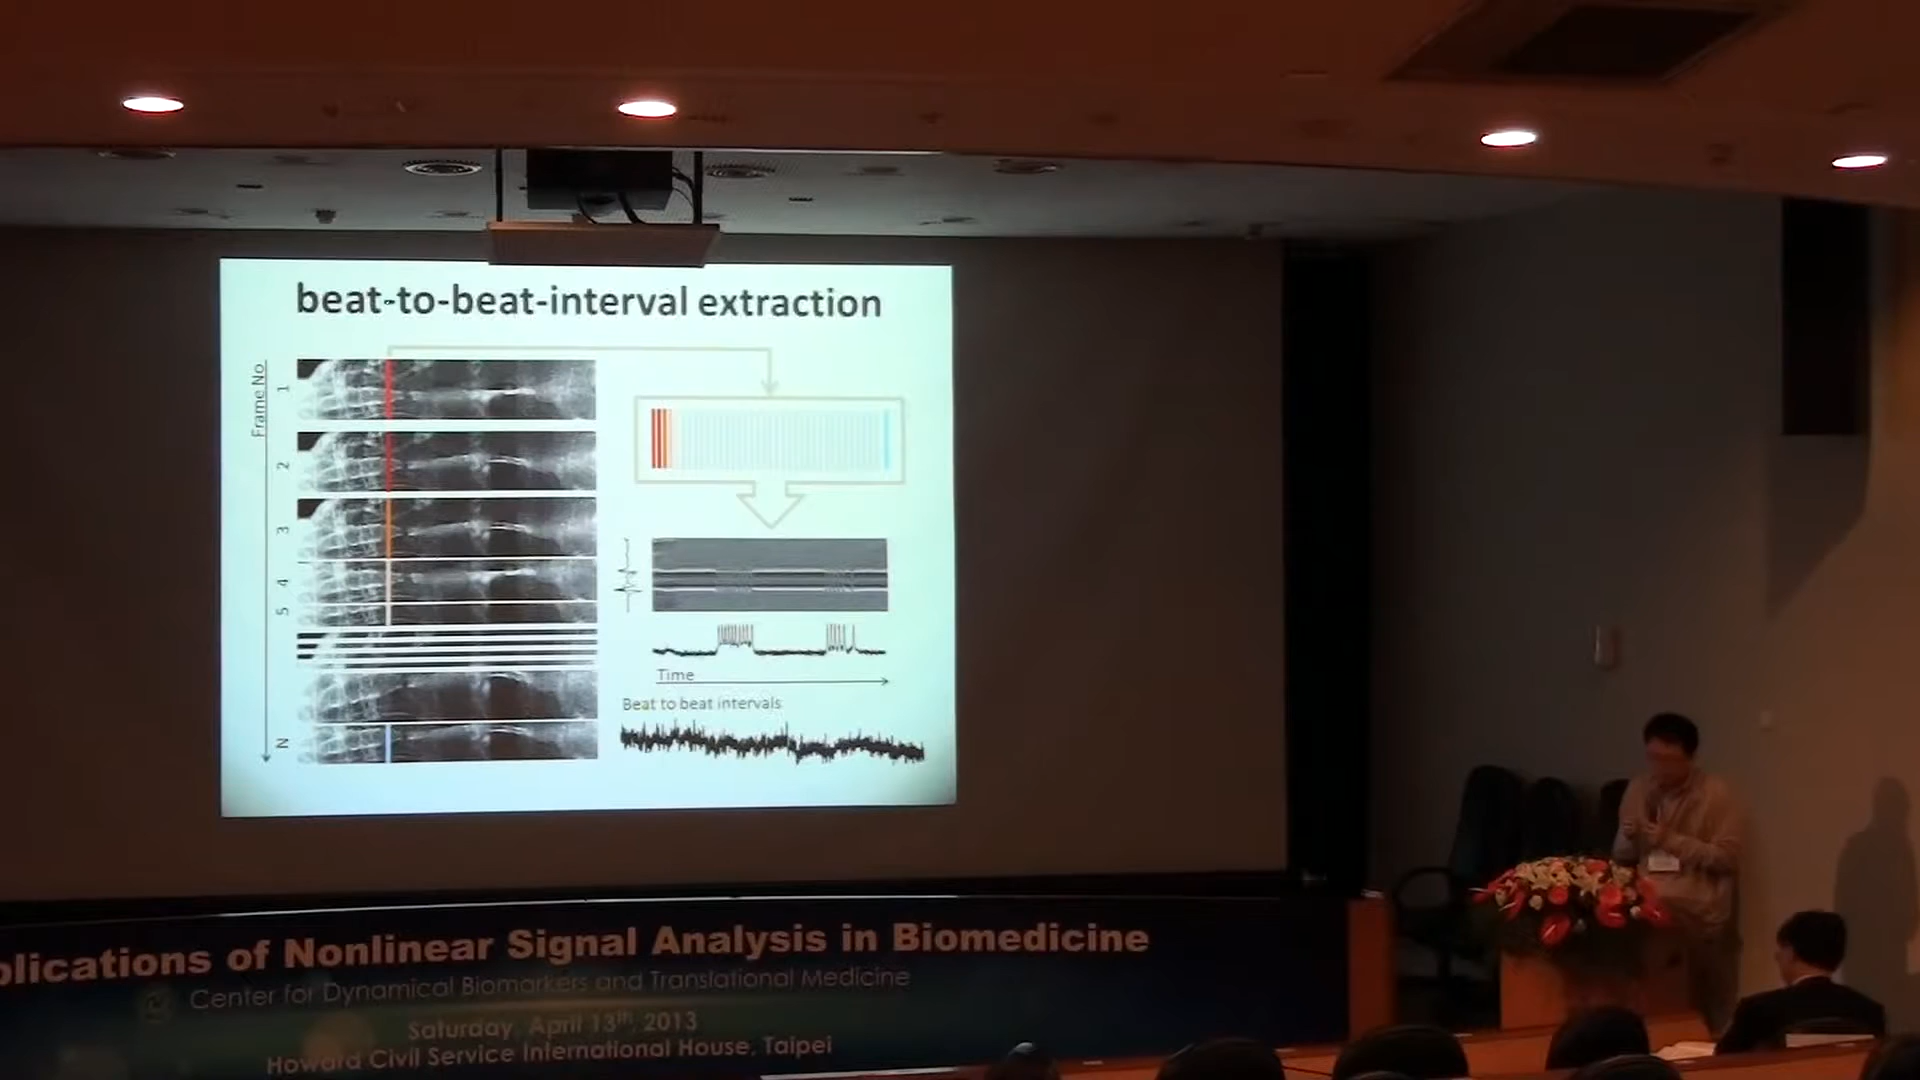 beat-to-beat-interval extraction
Frame No
1
2
3
4
5
N
Time
Beat to beat intervals
plications of Nonlinear Signal Analysis in Biomedicine
Center for Dynamical Biomarkers and Translational Medicine
Saturday April 13th, 2013
Howard Civil Service International House, Taipei